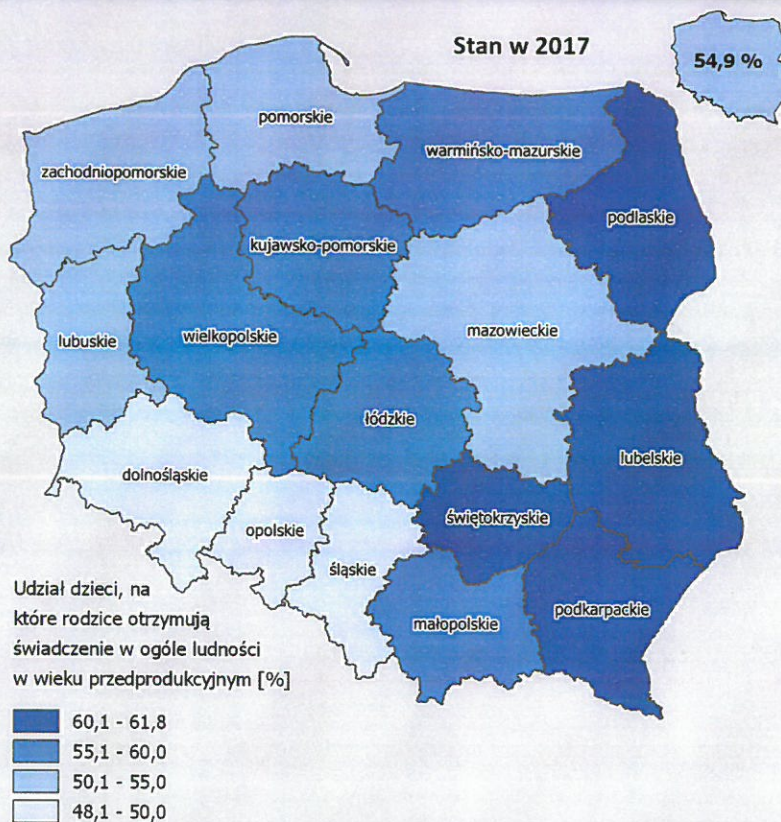 Stan w 2017
54,9 %
pomorskie
warmińsko-mazurskie
zachodniopomorskie
podlaskie
kujawsko-pomorskie
mazowieckie
wielkopolskie
lubuskie
łódzkie
lubelskie
dolnośląskie
świętokrzyskie
opolskie
śląskie
podkarpackie
małopolskie
Udział dzieci, na
które rodzice otrzymują
świadczenie w ogóle ludności
w wieku przedprodukcyjnym [%]
60,1 - 61,8
55,1 - 60,0
50,1 - 55,0
48,1 - 50,0